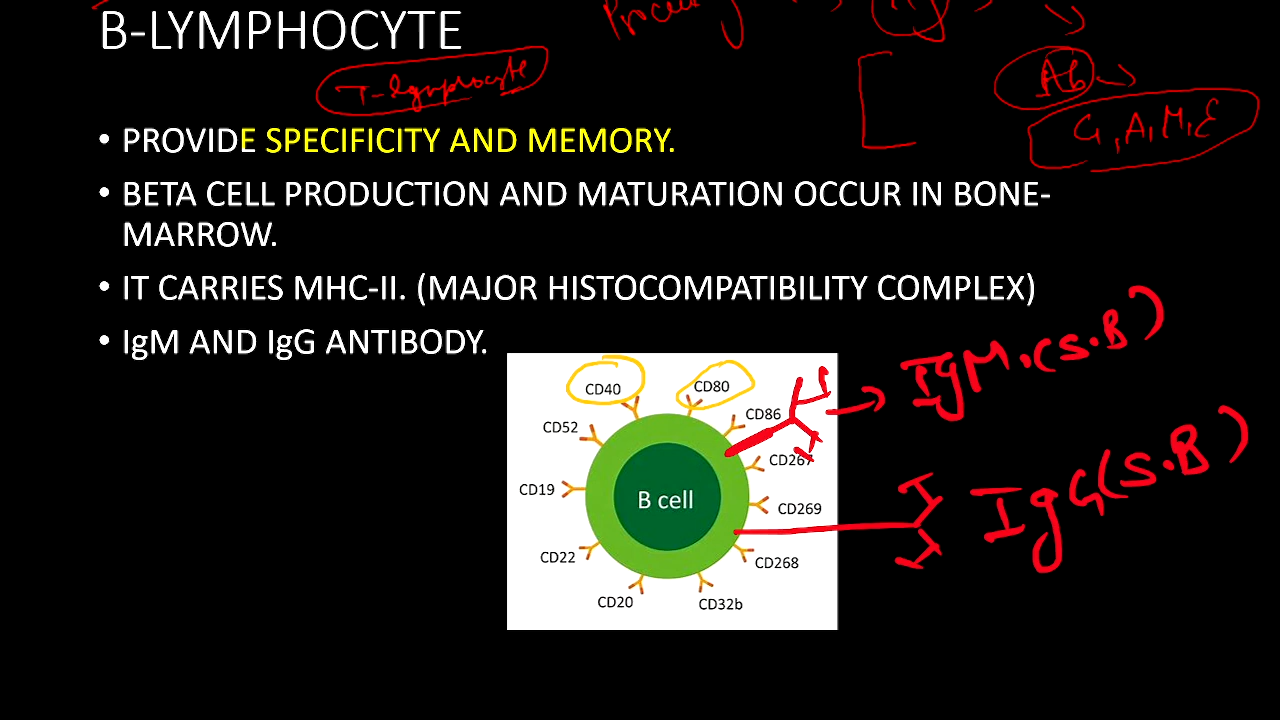 B-LYMPHOCYTE
T-lymphocyte
Ab
G, A, M, E
• PROVIDE SPECIFICITY AND MEMORY.
• BETA CELL PRODUCTION AND MATURATION OCCUR IN BONE-
MARROW.
• IT CARRIES MHC-II. (MAJOR HISTOCOMPATIBILITY COMPLEX)
• IgM AND IgG ANTIBODY.
IgM.(S.B)
IgG(S.B)
CD40
CD80
CD86
CD52
CD267
CD19
B cell
CD269
CD22
CD268
CD20
CD32b